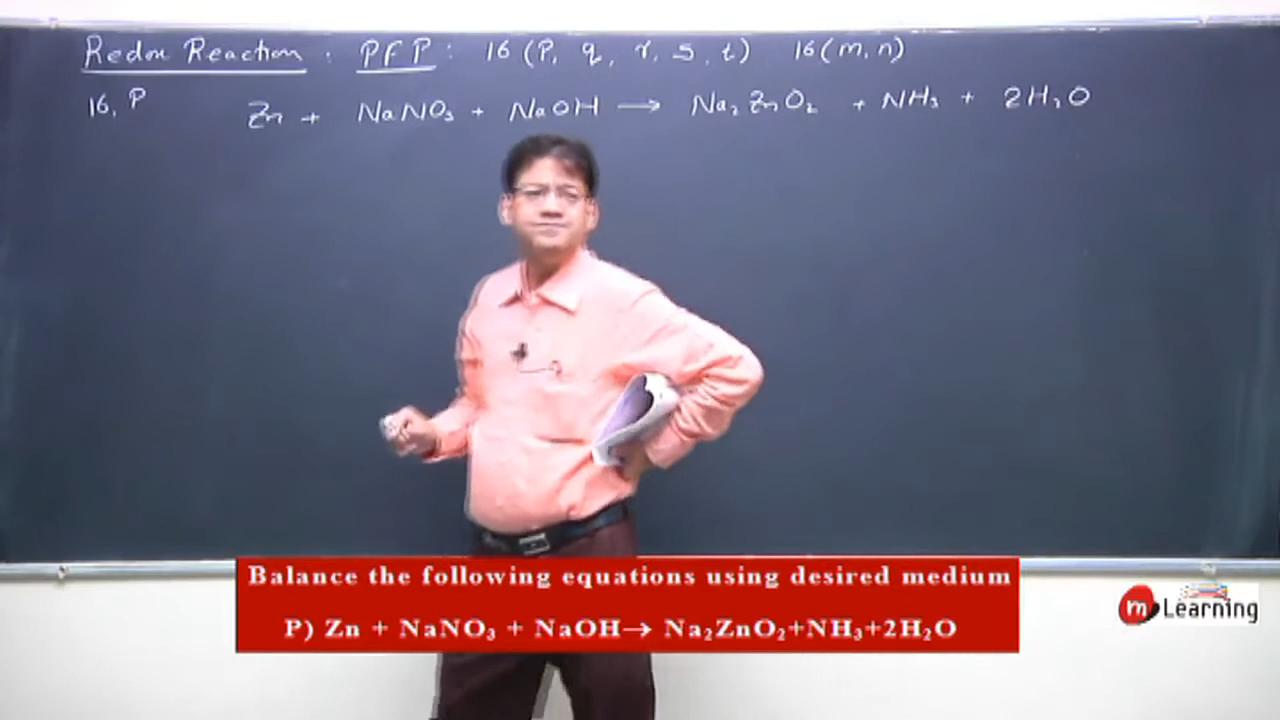 Redox Reaction : PFP : 16 (P, q, r, s, t) 16(m, n)
16, P Zn + NaNO₃ + NaOH ⟶ Na₂ZnO₂ + NH₃ + 2H₂O
Balance the following equations using desired medium
P) Zn + NaNO₃ + NaOH→ Na₂ZnO₂+NH₃+2H₂O
m Learning